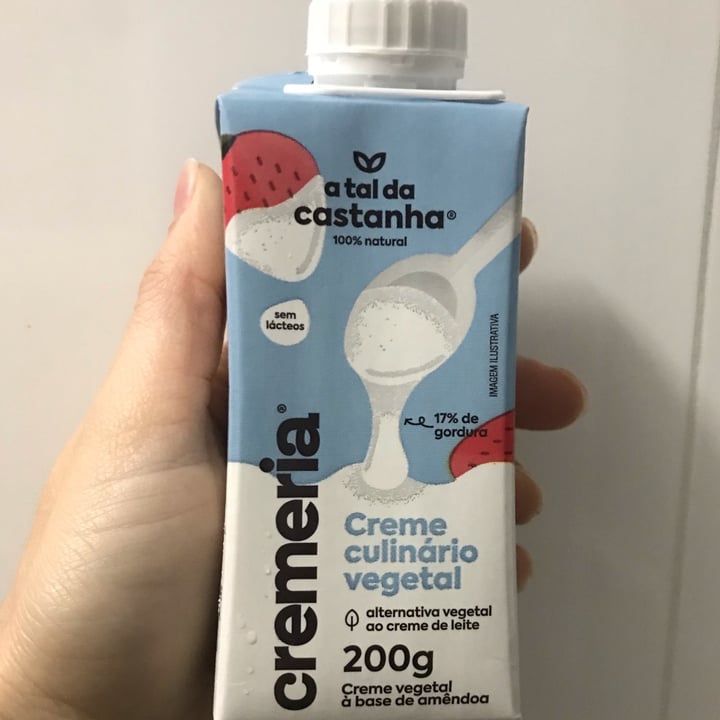 a tal da
castanha®
100% natural
sem
lácteos
IMAGEM ILUSTRATIVA
17% de
gordura
cremeria®
Creme
culinário
vegetal
alternativa vegetal
ao creme de leite
200g
Creme vegetal
à base de amêndoa